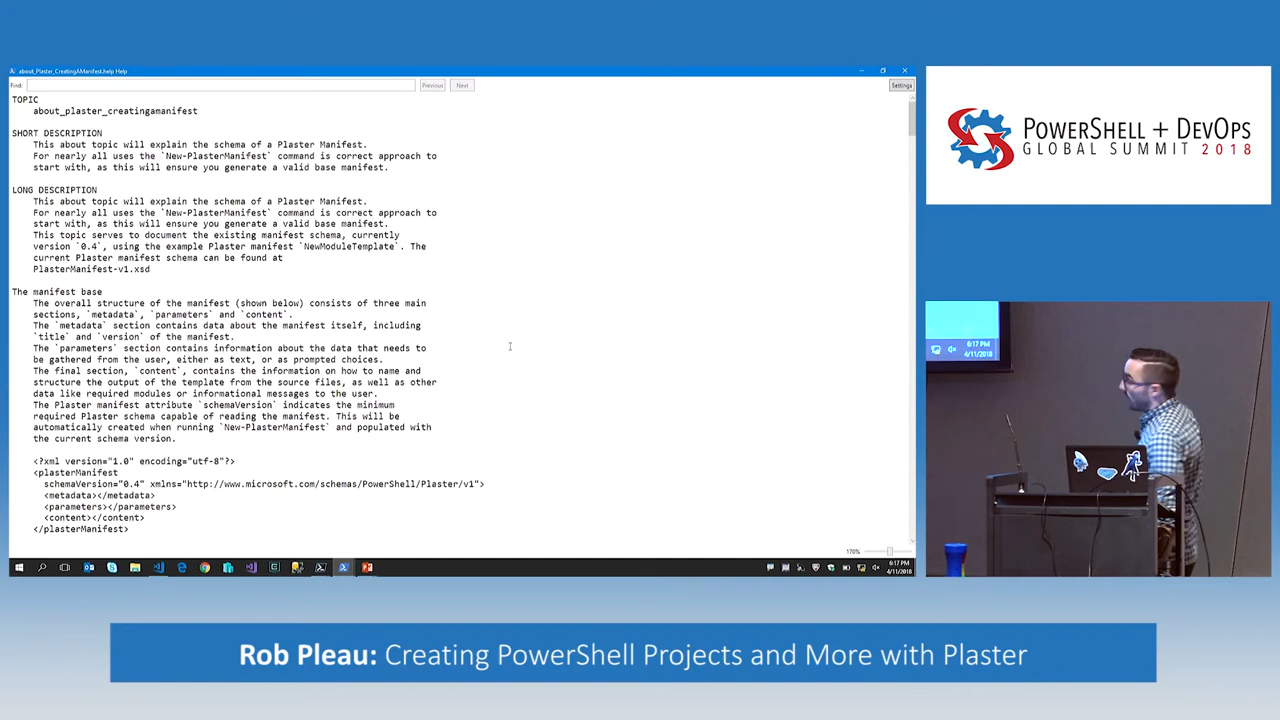 about_Plaster_CreatingAManifest.help Help
Find:
Previous
Next
Settings
TOPIC
about_plaster_creatingamanifest
SHORT DESCRIPTION
This about topic will explain the schema of a Plaster Manifest.
For nearly all uses the `New-PlasterManifest` command is correct approach to
start with, as this will ensure you generate a valid base manifest.
LONG DESCRIPTION
This about topic will explain the schema of a Plaster Manifest.
For nearly all uses the `New-PlasterManifest` command is correct approach to
start with, as this will ensure you generate a valid base manifest.
This topic serves to document the existing manifest schema, currently
version `0.4`, using the example Plaster manifest `NewModuleTemplate`. The
current Plaster manifest schema can be found at
PlasterManifest-v1.xsd
The manifest base
The overall structure of the manifest (shown below) consists of three main
sections, `metadata`, `parameters` and `content`.
The `metadata` section contains data about the manifest itself, including
`title` and `version` of the manifest.
The `parameters` section contains information about the data that needs to
be gathered from the user, either as text, or as prompted choices.
The final section, `content`, contains the information on how to name and
structure the output of the template from the source files, as well as other
data like required modules or informational messages to the user.
The Plaster manifest attribute `schemaVersion` indicates the minimum
required Plaster schema capable of reading the manifest. This will be
automatically created when running `New-PlasterManifest` and populated with
the current schema version.
<?xml version="1.0" encoding="utf-8"?>
<plasterManifest
schemaVersion="0.4" xmlns="http://www.microsoft.com/schemas/PowerShell/Plaster/v1">
<metadata></metadata>
<parameters></parameters>
<content></content>
</plasterManifest>
170%
6:17 PM
4/11/2018
POWERSHELL + DEVOPS
GLOBAL SUMMIT 2018
6:17 PM
4/11/2018
Rob Pleau: Creating PowerShell Projects and More with Plaster